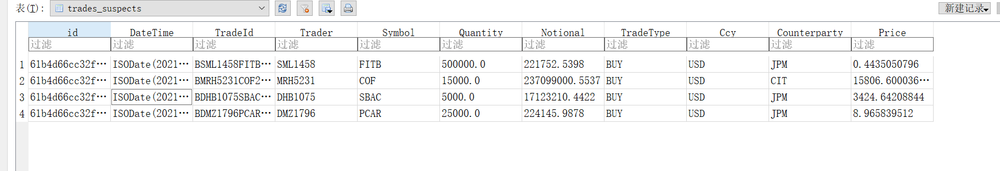 表(T): trades_suspects 新建记录
id DateTime TradeId Trader Symbol Quantity Notional TradeType Ccy Counterparty Price
过滤 过滤 过滤 过滤 过滤 过滤 过滤 过滤 过滤 过滤 过滤
1 61b4d66cc32f… ISODate(2021… BSML1458FITB… SML1458 FITB 500000.0 221752.5398 BUY USD JPM 0.4435050796
2 61b4d66cc32f… ISODate(2021… BMRH5231COF2… MRH5231 COF 15000.0 237099000.5537 BUY USD CIT 15806.600036…
3 61b4d66cc32f… ISODate(2021… BDHB1075SBAC… DHB1075 SBAC 5000.0 17123210.4422 BUY USD JPM 3424.64208844
4 61b4d66cc32f… ISODate(2021… BDMZ1796PCAR… DMZ1796 PCAR 25000.0 224145.9878 BUY USD JPM 8.965839512